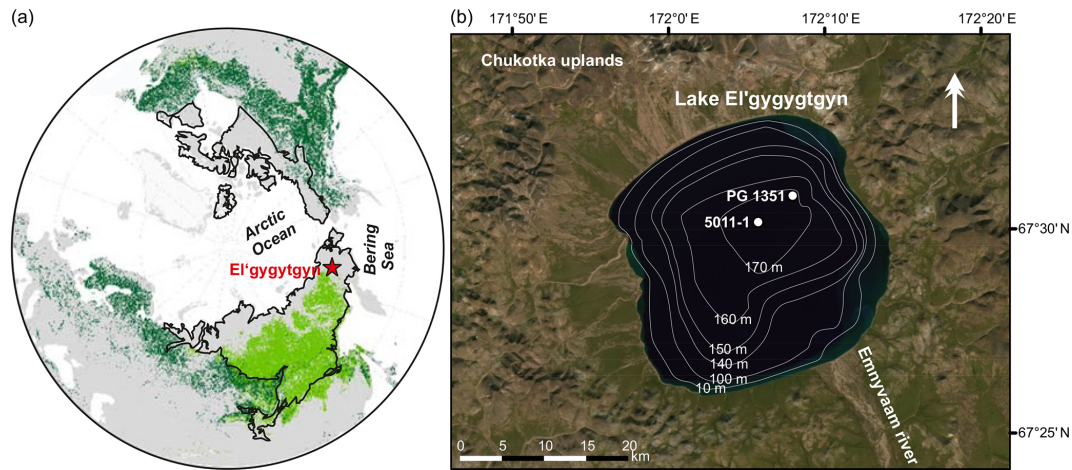 (a)
Arctic
Ocean
Bering
Sea
El‘gygytgyn
(b)
171°50' E
172°0' E
172°10' E
172°20' E
Chukotka uplands
Lake El'gygygtgyn
PG 1351
5011-1
170 m
160 m
150 m
140 m
100 m
10 m
Emnyvaam river
67°30' N
67°25' N
0 5 10 15 20
km